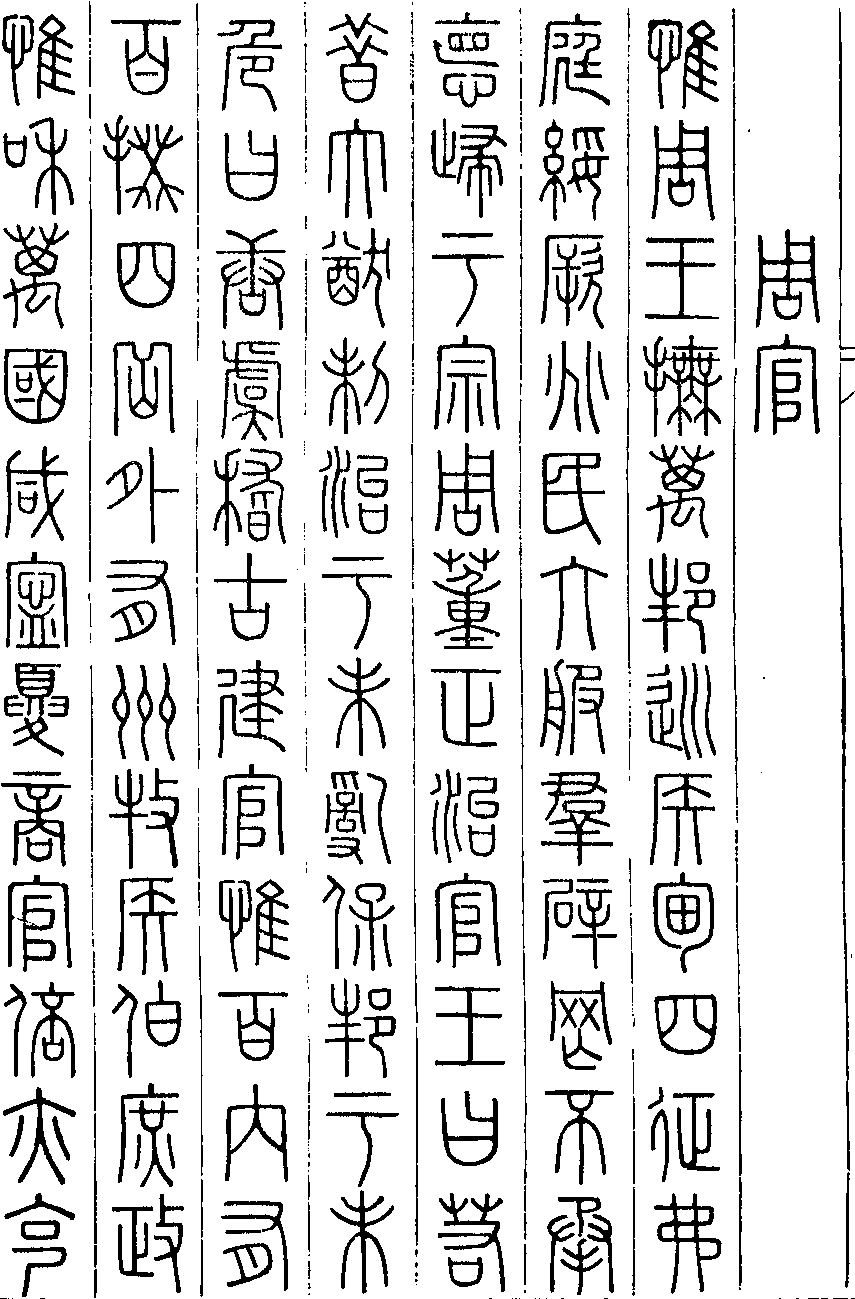 周官
惟周王撫萬邦巡侯甸四征弗
庭綏厥兆民六服羣辟罔不承
悳歸于宗周董正治官王曰若
昔大猷制治于未亂保邦于未
危曰唐虞稽古建官惟百内有
百揆四岳外有州牧侯伯庶政
惟和萬國咸寧夏商官倍亦克